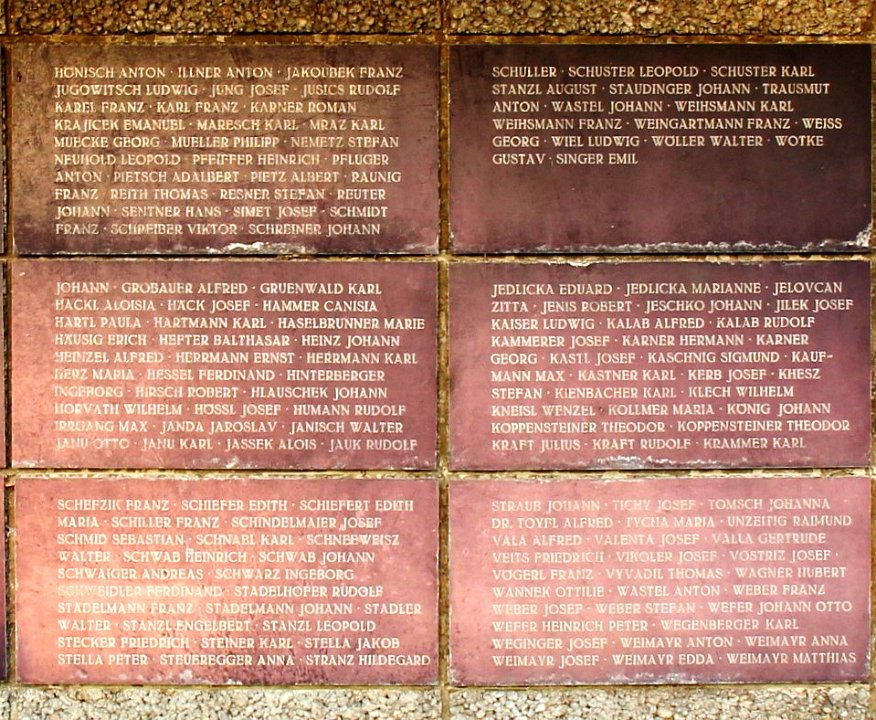 HÖNISCH ANTON · ILLNER ANTON · JAKOUBEK FRANZ
JUGOWITSCH LUDWIG · JUNG JOSEF · JUSICS RUDOLF
KAREL FRANZ · KARL FRANZ · KARNER ROMAN
KRAJICEK EMANUEL · MARESCH KARL · MRAZ KARL
MUECKE GEORG · MUELLER PHILIPP · NEMETZ STEFAN
NEUHOLD LEOPOLD · PFEIFFER HEINRICH · PFLUGER
ANTON · PIETSCH ADALBERT · PIETZ ALBERT · RAUNIG
FRANZ · REITH THOMAS · RESNER STEFAN · REUTER
JOHANN · SENTNER HANS · SIMET JOSEF · SCHMIDT
FRANZ · SCHREIBER VIKTOR · SCHREINER JOHANN
SCHULLER · SCHUSTER LEOPOLD · SCHUSTER KARL
STANZL AUGUST · STAUDINGER JOHANN · TRAUSMUT
ANTON · WASTEL JOHANN · WEIHSMANN KARL
WEIHSMANN FRANZ · WEINGARTMANN FRANZ · WEISS
GEORG · WIEL LUDWIG · WÖLLER WALTER · WOTKE
GUSTAV · SINGER EMIL
JOHANN · GROBAUER ALFRED · GRUENWALD KARL
HACKL ALOISIA · HÄCK JOSEF · HAMMER CANISIA
HARTL PAULA · HARTMANN KARL · HASELBRUNNER MARIE
HÄUSIG ERICH · HEFTER BALTHASAR · HEINZ JOHANN
HEINZEL ALFRED · HERRMANN ERNST · HERRMANN KARL
HERZ MARIA · HESSEL FERDINAND · HINTERBERGER
INGEBORG · HIRSCH ROBERT · HLAUSCHEK JOHANN
HORVATH WILHELM · HÖSSL JOSEF · HUMANN RUDOLF
IRRGANG MAX · JANDA JAROSLAV · JANISCH WALTER
JANU OTTO · JANU KARL · JASSEK ALOIS · JAUK RUDOLF
JEDLICKA EDUARD · JEDLICKA MARIANNE · JELOVCAN
ZITTA · JENIS ROBERT · JESCHKO JOHANN · JILEK JOSEF
KAISER LUDWIG · KALAB ALFRED · KALAB RUDOLF
KAMMERER JOSEF · KARNER HERMANN · KARNER
GEORG · KASTL JOSEF · KASCHNIG SIGMUND · KAUF-
MANN MAX · KASTNER KARL · KERB JOSEF · KHESZ
STEFAN · KIENBACHER KARL · KLECH WILHELM
KNEISL WENZEL · KOLLMER MARIA · KÖNIG JOHANN
KOPPENSTEINER THEODOR · KOPPENSTEINER THEODOR
KRAFT JULIUS · KRAFT RUDOLF · KRAMMER KARL
SCHEFZIK FRANZ · SCHIEFER EDITH · SCHIEFERT EDITH
MARIA · SCHILLER FRANZ · SCHINDELMAIER JOSEF
SCHMID SEBASTIAN · SCHNABL KARL · SCHNEEWEISZ
WALTER · SCHWAB HEINRICH · SCHWAB JOHANN
SCHWAIGER ANDREAS · SCHWARZ INGEBORG
SCHWEIDLER FERDINAND · STADELHOFER RUDOLF
STADELMANN FRANZ · STADELMANN JOHANN · STADLER
WALTER · STANZL ENGELBERT · STANZL LEOPOLD
STECKER FRIEDRICH · STEINER KARL · STELLA JAKOB
STELLA PETER · STEUEREGGER ANNA · STRANZ HILDEGARD
STRAUB JOHANN · TICHY JOSEF · TOMSCH JOHANNA
DR. TOYFL ALFRED · TYCHA MARIA · UNZEITIG RAIMUND
VALA ALFRED · VALENTA JOSEF · VALLA GERTRUDE
VEITS FRIEDRICH · VIKOLER JOSEF · VOSTRIZ JOSEF ·
VOGERL FRANZ · VYVADIL THOMAS · WAGNER HUBERT
WANNEK OTTILIE · WASTEL ANTON · WEBER FRANZ
WEBER JOSEF · WEBER STEFAN · WEFER JOHANN OTTO
WEFER HEINRICH PETER · WEGENBERGER KARL
WEGINGER JOSEF · WEIMAYR ANTON · WEIMAYR ANNA
WEIMAYR JOSEF · WEIMAYR EDDA · WEIMAYR MATTHIAS